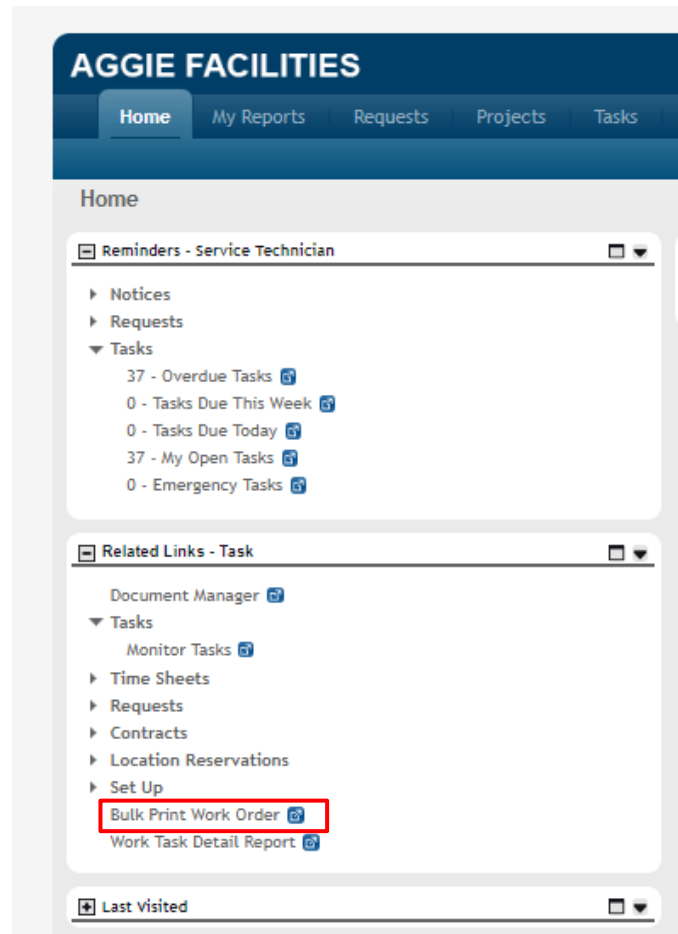 AGGIE FACILITIES
Home My Reports Requests Projects Tasks
Home
Reminders - Service Technician
Notices
Requests
Tasks
37 - Overdue Tasks
0 - Tasks Due This Week
0 - Tasks Due Today
37 - My Open Tasks
0 - Emergency Tasks
Related Links - Task
Document Manager
Tasks
Monitor Tasks
Time Sheets
Requests
Contracts
Location Reservations
Set Up
Bulk Print Work Order
Work Task Detail Report
Last Visited